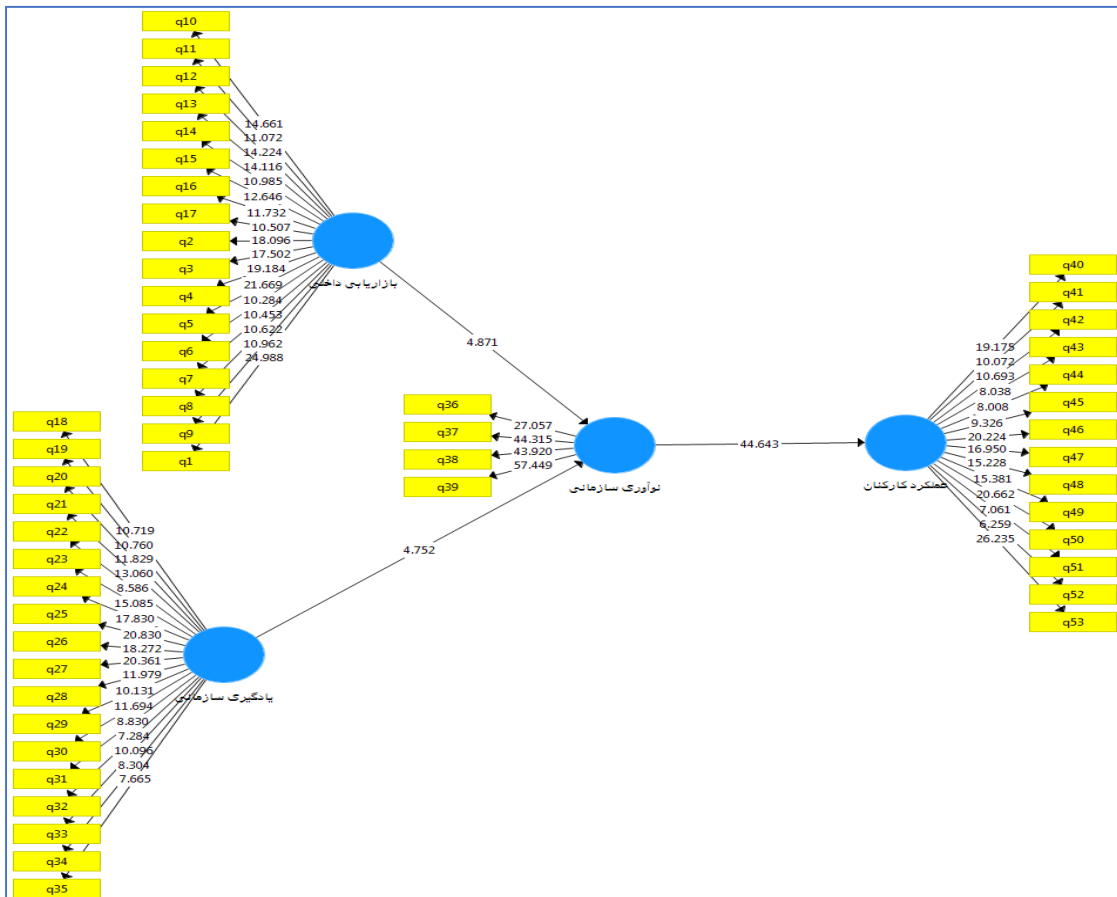 q10
q11
q12
q13
q14
q15
q16
q17
q2
q3
q4
q5
q6
q7
q8
q9
q1
14.661
11.072
14.224
14.116
10.985
12.646
11.732
10.507
18.096
17.502
19.184
21.669
10.284
10.453
10.622
10.962
24.988
بازاریابی داخلی
4.871
q36
q37
q38
q39
27.057
44.315
43.920
57.449
نوآوری سازمانی
44.643
q40
q41
q42
q43
q44
q45
q46
q47
q48
q49
q50
q51
q52
q53
19.175
10.072
10.693
8.038
8.008
9.326
20.224
16.950
15.228
15.381
20.662
7.061
6.259
26.235
عملکرد کارکنان
4.752
q18
q19
q20
q21
q22
q23
q24
q25
q26
q27
q28
q29
q30
q31
q32
q33
q34
q35
10.719
10.760
11.829
13.060
8.586
15.085
17.830
20.830
18.272
20.361
11.979
10.131
11.694
8.830
7.284
10.096
8.304
7.665
یادگیری سازمانی